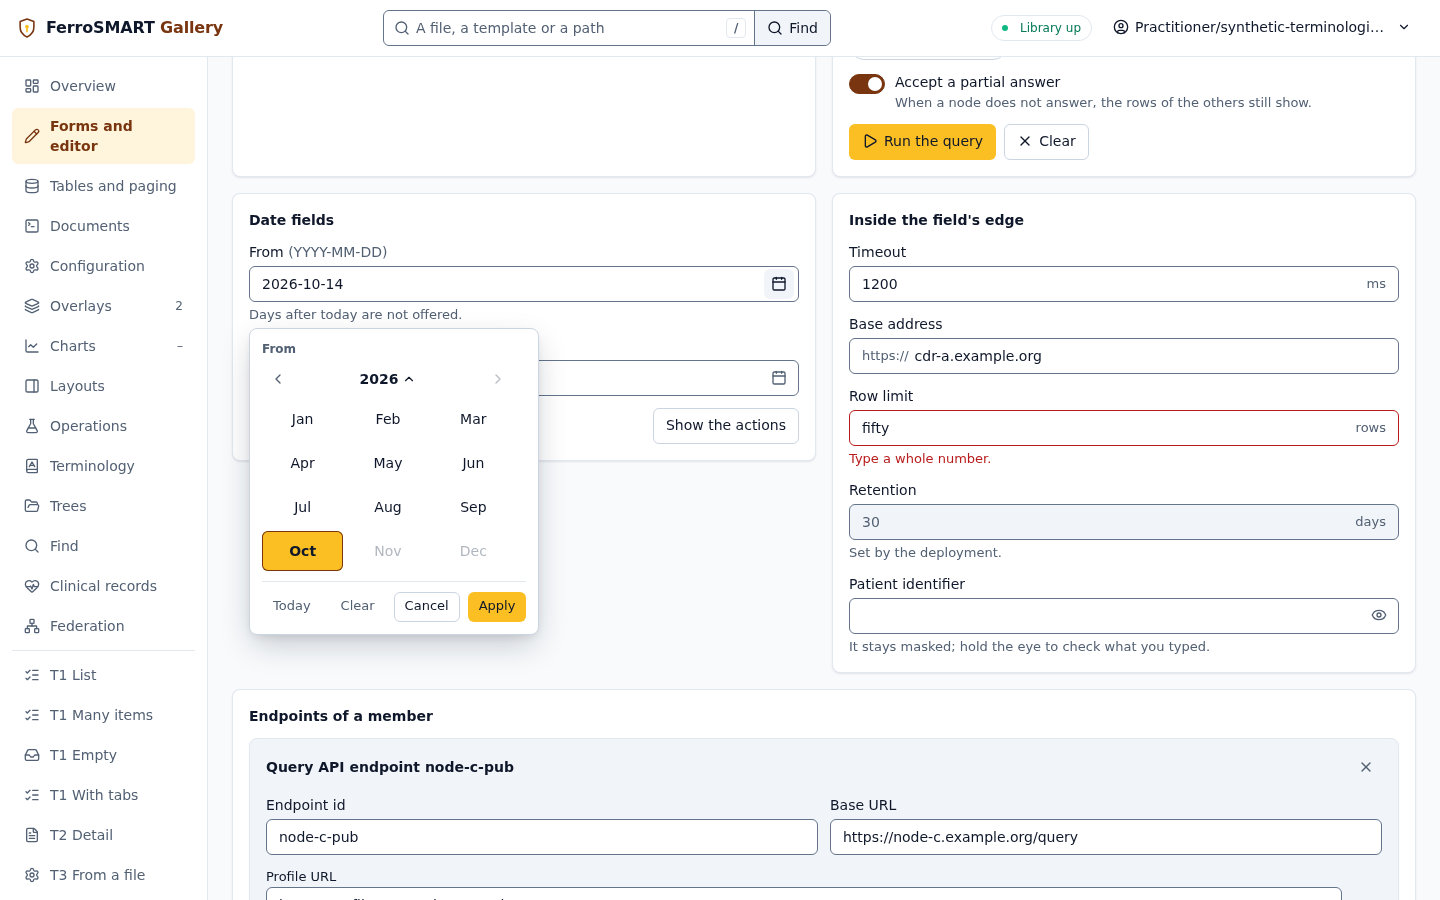 FerroSMART Gallery
A file, a template or a path
/
Find
Library up
Practitioner/synthetic-terminologi...
Overview
Forms and
editor
Tables and paging
Documents
Configuration
Overlays 2
Charts –
Layouts
Operations
Terminology
Trees
Find
Clinical records
Federation
T1 List
T1 Many items
T1 Empty
T1 With tabs
T2 Detail
T3 From a file
Accept a partial answer
When a node does not answer, the rows of the others still show.
Run the query
Clear
Date fields
From (YYYY-MM-DD)
2026-10-14
Days after today are not offered.
From
2026
Jan Feb Mar
Apr May Jun
Jul Aug Sep
Oct Nov Dec
Today Clear Cancel Apply
Show the actions
Inside the field's edge
Timeout
1200 ms
Base address
https:// cdr-a.example.org
Row limit
fifty rows
Type a whole number.
Retention
30 days
Set by the deployment.
Patient identifier
It stays masked; hold the eye to check what you typed.
Endpoints of a member
Query API endpoint node-c-pub
Endpoint id
node-c-pub
Base URL
https://node-c.example.org/query
Profile URL